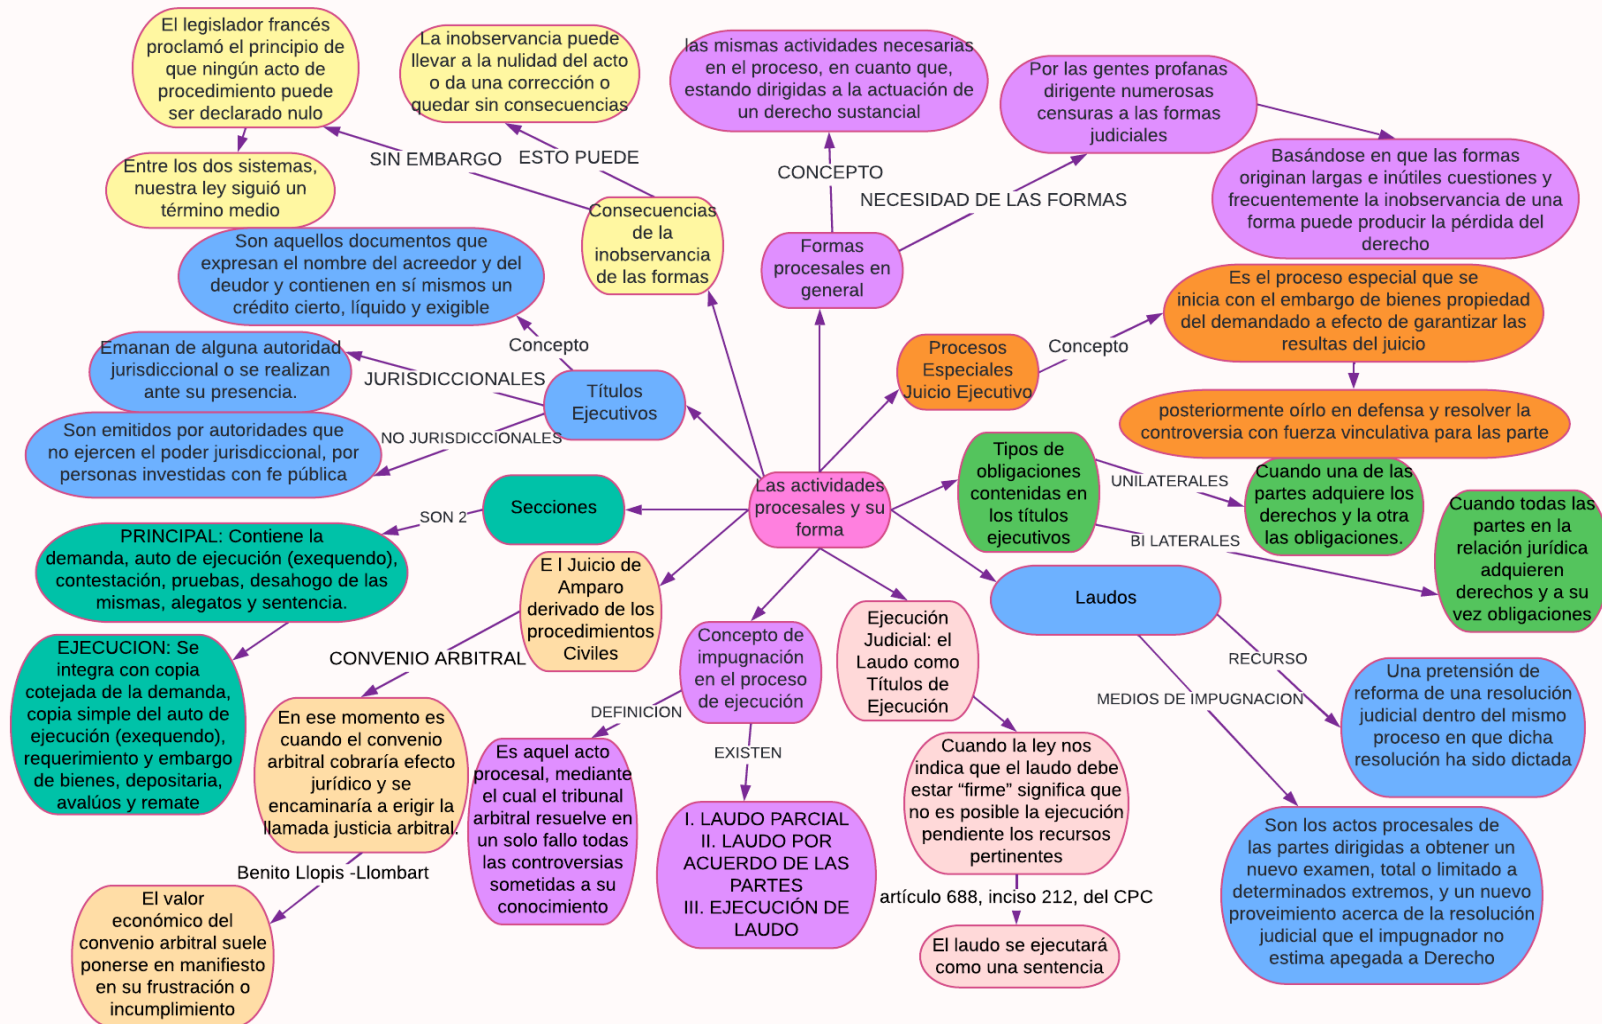 El legislador francés
proclamó el principio de
que ningún acto de
procedimiento puede
ser declarado nulo
La inobservancia puede
llevar a la nulidad del acto
o da una corrección o
quedar sin consecuencias
las mismas actividades necesarias
en el proceso, en cuanto que,
estando dirigidas a la actuación de
un derecho sustancial
Por las gentes profanas
dirigente numerosas
censuras a las formas
judiciales
SIN EMBARGO
ESTO PUEDE
CONCEPTO
NECESIDAD DE LAS FORMAS
Entre los dos sistemas,
nuestra ley siguió un
término medio
Basándose en que las formas
originan largas e inútiles cuestiones y
frecuentemente la inobservancia de una
forma puede producir la pérdida del
derecho
Consecuencias
de la
inobservancia
de las formas
Formas
procesales en
general
Son aquellos documentos que
expresan el nombre del acreedor y del
deudor y contienen en sí mismos un
crédito cierto, líquido y exigible
Es el proceso especial que se
inicia con el embargo de bienes propiedad
del demandado a efecto de garantizar las
resultas del juicio
Concepto
Procesos
Especiales
Juicio Ejecutivo
Concepto
Emanan de alguna autoridad
jurisdiccional o se realizan
ante su presencia.
JURISDICCIONALES
Títulos
Ejecutivos
posteriormente oírlo en defensa y resolver la
controversia con fuerza vinculativa para las parte
Son emitidos por autoridades que
no ejercen el poder jurisdiccional, por
personas investidas con fe pública
NO JURISDICCIONALES
Tipos de
obligaciones
contenidas en
los títulos
ejecutivos
UNILATERALES
Cuando una de las
partes adquiere los
derechos y la otra
las obligaciones.
BI LATERALES
Cuando todas las
partes en la
relación jurídica
adquieren
derechos y a su
vez obligaciones
Las actividades
procesales y su
forma
Secciones
SON 2
PRINCIPAL: Contiene la
demanda, auto de ejecución (exequendo),
contestación, pruebas, desahogo de las
mismas, alegatos y sentencia.
E l Juicio de
Amparo
derivado de los
procedimientos
Civiles
Laudos
EJECUCION: Se
integra con copia
cotejada de la demanda,
copia simple del auto de
ejecución (exequendo),
requerimiento y embargo
de bienes, depositaria,
avalúos y remate
CONVENIO ARBITRAL
Concepto de
impugnación
en el proceso
de ejecución
Ejecución
Judicial: el
Laudo como
Títulos de
Ejecución
RECURSO
MEDIOS DE IMPUGNACION
Una pretensión de
reforma de una resolución
judicial dentro del mismo
proceso en que dicha
resolución ha sido dictada
En ese momento es
cuando el convenio
arbitral cobraría efecto
jurídico y se
encaminaría a erigir la
llamada justicia arbitral.
DEFINICION
EXISTEN
Es aquel acto
procesal, mediante
el cual el tribunal
arbitral resuelve en
un solo fallo todas
las controversias
sometidas a su
conocimiento
I. LAUDO PARCIAL
II. LAUDO POR
ACUERDO DE LAS
PARTES
III. EJECUCIÓN DE
LAUDO
Cuando la ley nos
indica que el laudo debe
estar “firme” significa que
no es posible la ejecución
pendiente los recursos
pertinentes
Son los actos procesales de
las partes dirigidas a obtener un
nuevo examen, total o limitado a
determinados extremos, y un nuevo
proveimiento acerca de la resolución
judicial que el impugnador no
estima apegada a Derecho
Benito Llopis -Llombart
artículo 688, inciso 212, del CPC
El valor
económico del
convenio arbitral suele
ponerse en manifiesto
en su frustración o
incumplimiento
El laudo se ejecutará
como una sentencia